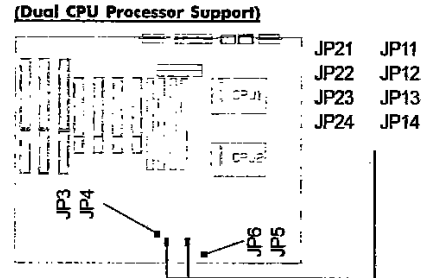 (Dual CPU Processor Support)
JP21 JP11
JP22 JP12
JP23 JP13
JP24 JP14
CPU1
CPU2
JP3
JP4
JP6
JP5